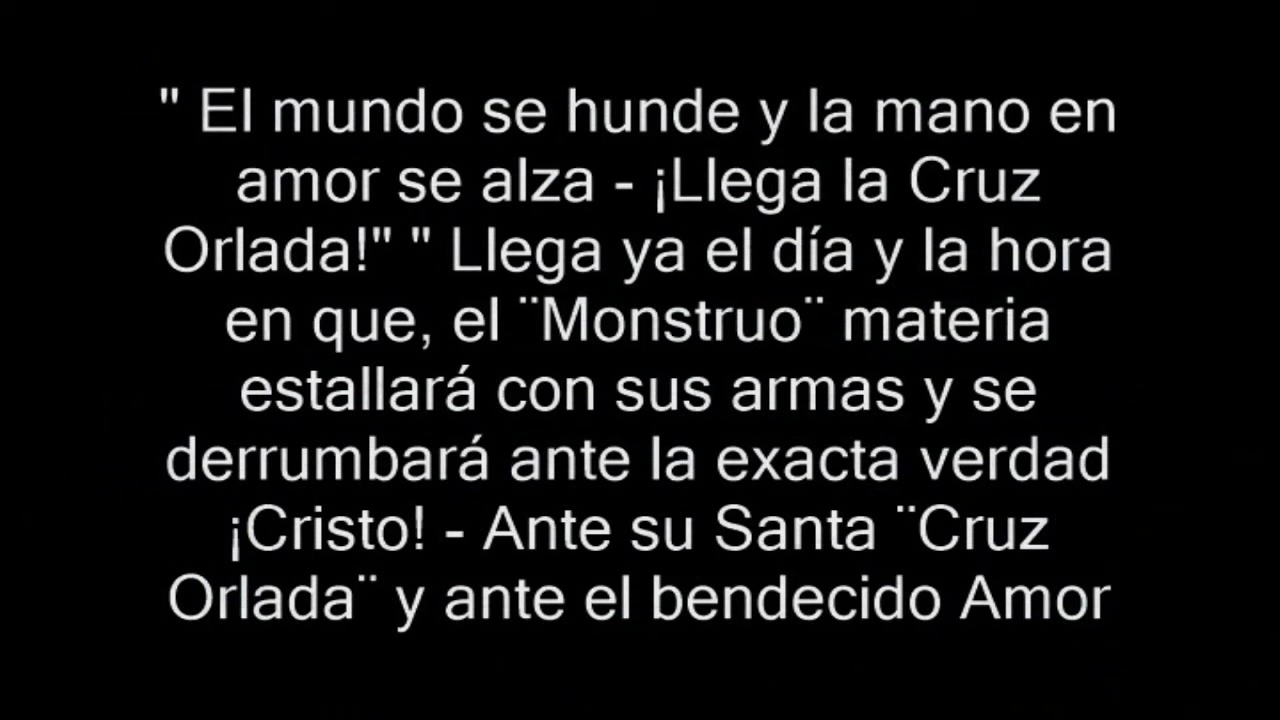 " El mundo se hunde y la mano en
amor se alza - ¡Llega la Cruz
Orlada!" " Llega ya el día y la hora
en que, el ¨Monstruo¨ materia
estallará con sus armas y se
derrumbará ante la exacta verdad
¡Cristo! - Ante su Santa ¨Cruz
Orlada¨ y ante el bendecido Amor